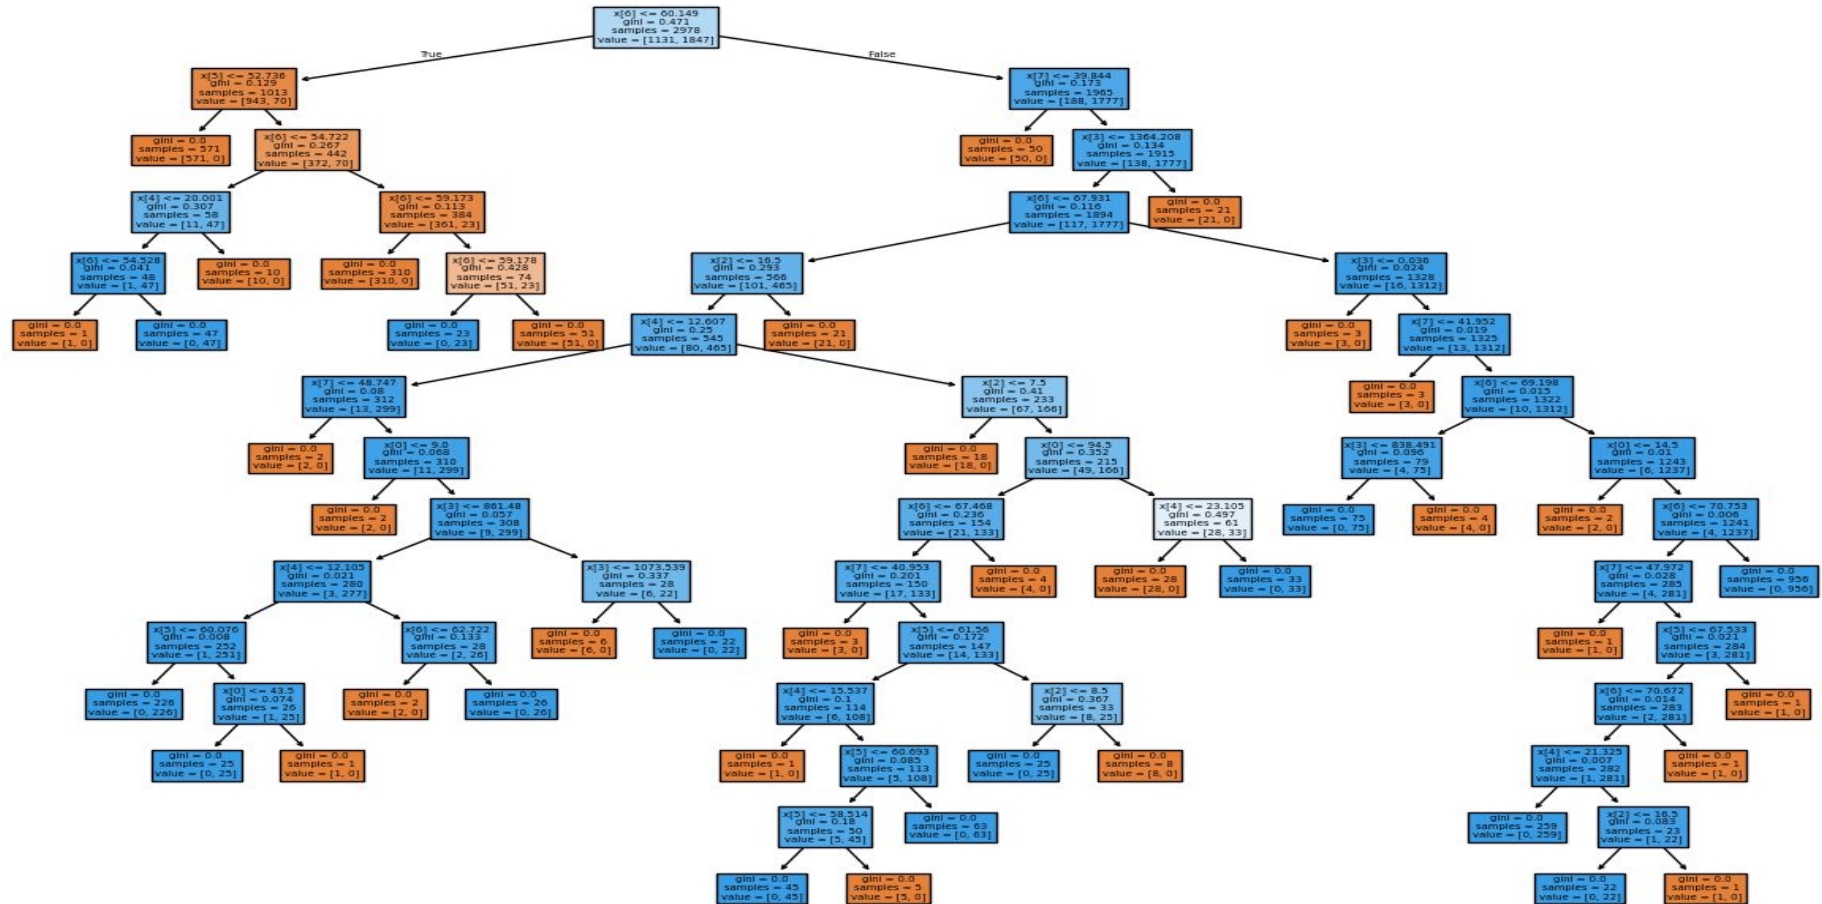 x[6] <= 60.149
gini = 0.471
samples = 2978
value = [1131, 1847]
True
False
x[5] <= 52.736
gini = 0.129
samples = 1013
value = [943, 70]
x[7] <= 39.844
gini = 0.173
samples = 1965
value = [188, 1777]
gini = 0.0
samples = 571
value = [571, 0]
x[6] <= 54.722
gini = 0.267
samples = 442
value = [372, 70]
gini = 0.0
samples = 50
value = [50, 0]
x[3] <= 1364.208
gini = 0.134
samples = 1915
value = [138, 1777]
x[4] <= 20.001
gini = 0.307
samples = 58
value = [11, 47]
x[6] <= 59.173
gini = 0.113
samples = 384
value = [361, 23]
x[6] <= 67.931
gini = 0.116
samples = 1894
value = [117, 1777]
gini = 0.0
samples = 21
value = [21, 0]
x[6] <= 54.528
gini = 0.041
samples = 48
value = [1, 47]
gini = 0.0
samples = 10
value = [10, 0]
gini = 0.0
samples = 310
value = [310, 0]
x[6] <= 59.178
gini = 0.428
samples = 74
value = [51, 23]
x[2] <= 16.5
gini = 0.293
samples = 566
value = [101, 465]
x[3] <= 0.036
gini = 0.024
samples = 1328
value = [16, 1312]
gini = 0.0
samples = 1
value = [1, 0]
gini = 0.0
samples = 47
value = [0, 47]
gini = 0.0
samples = 23
value = [0, 23]
gini = 0.0
samples = 51
value = [51, 0]
x[4] <= 12.607
gini = 0.25
samples = 545
value = [80, 465]
gini = 0.0
samples = 21
value = [21, 0]
gini = 0.0
samples = 3
value = [3, 0]
x[7] <= 41.952
gini = 0.019
samples = 1325
value = [13, 1312]
x[7] <= 48.747
gini = 0.08
samples = 312
value = [13, 299]
x[2] <= 7.5
gini = 0.41
samples = 233
value = [67, 166]
gini = 0.0
samples = 3
value = [3, 0]
x[6] <= 69.198
gini = 0.015
samples = 1322
value = [10, 1312]
gini = 0.0
samples = 2
value = [2, 0]
x[0] <= 9.0
gini = 0.068
samples = 310
value = [11, 299]
gini = 0.0
samples = 18
value = [18, 0]
x[0] <= 94.5
gini = 0.352
samples = 215
value = [49, 166]
x[3] <= 838.491
gini = 0.096
samples = 79
value = [4, 75]
x[0] <= 14.5
gini = 0.01
samples = 1243
value = [6, 1237]
gini = 0.0
samples = 2
value = [2, 0]
x[3] <= 861.48
gini = 0.057
samples = 308
value = [9, 299]
x[6] <= 67.468
gini = 0.236
samples = 154
value = [21, 133]
x[4] <= 23.105
gini = 0.497
samples = 61
value = [28, 33]
gini = 0.0
samples = 75
value = [0, 75]
gini = 0.0
samples = 4
value = [4, 0]
gini = 0.0
samples = 2
value = [2, 0]
x[6] <= 70.753
gini = 0.006
samples = 1241
value = [4, 1237]
x[4] <= 12.105
gini = 0.021
samples = 280
value = [3, 277]
x[3] <= 1073.539
gini = 0.337
samples = 28
value = [6, 22]
x[7] <= 40.953
gini = 0.201
samples = 150
value = [17, 133]
gini = 0.0
samples = 4
value = [4, 0]
gini = 0.0
samples = 28
value = [28, 0]
gini = 0.0
samples = 33
value = [0, 33]
x[7] <= 47.972
gini = 0.028
samples = 285
value = [4, 281]
gini = 0.0
samples = 956
value = [0, 956]
x[5] <= 60.076
gini = 0.008
samples = 252
value = [1, 251]
x[6] <= 62.722
gini = 0.133
samples = 28
value = [2, 26]
gini = 0.0
samples = 6
value = [6, 0]
gini = 0.0
samples = 22
value = [0, 22]
gini = 0.0
samples = 3
value = [3, 0]
x[5] <= 61.56
gini = 0.172
samples = 147
value = [14, 133]
gini = 0.0
samples = 1
value = [1, 0]
x[5] <= 67.533
gini = 0.021
samples = 284
value = [3, 281]
gini = 0.0
samples = 226
value = [0, 226]
x[0] <= 43.5
gini = 0.074
samples = 26
value = [1, 25]
gini = 0.0
samples = 2
value = [2, 0]
gini = 0.0
samples = 26
value = [0, 26]
x[4] <= 15.537
gini = 0.1
samples = 114
value = [6, 108]
x[2] <= 8.5
gini = 0.367
samples = 33
value = [8, 25]
x[6] <= 70.672
gini = 0.014
samples = 283
value = [2, 281]
gini = 0.0
samples = 1
value = [1, 0]
gini = 0.0
samples = 25
value = [0, 25]
gini = 0.0
samples = 1
value = [1, 0]
gini = 0.0
samples = 1
value = [1, 0]
x[5] <= 60.693
gini = 0.085
samples = 113
value = [5, 108]
gini = 0.0
samples = 25
value = [0, 25]
gini = 0.0
samples = 8
value = [8, 0]
x[4] <= 21.325
gini = 0.007
samples = 282
value = [1, 281]
gini = 0.0
samples = 1
value = [1, 0]
x[5] <= 58.514
gini = 0.18
samples = 50
value = [5, 45]
gini = 0.0
samples = 63
value = [0, 63]
gini = 0.0
samples = 259
value = [0, 259]
x[2] <= 16.5
gini = 0.083
samples = 23
value = [1, 22]
gini = 0.0
samples = 45
value = [0, 45]
gini = 0.0
samples = 5
value = [5, 0]
gini = 0.0
samples = 22
value = [0, 22]
gini = 0.0
samples = 1
value = [1, 0]